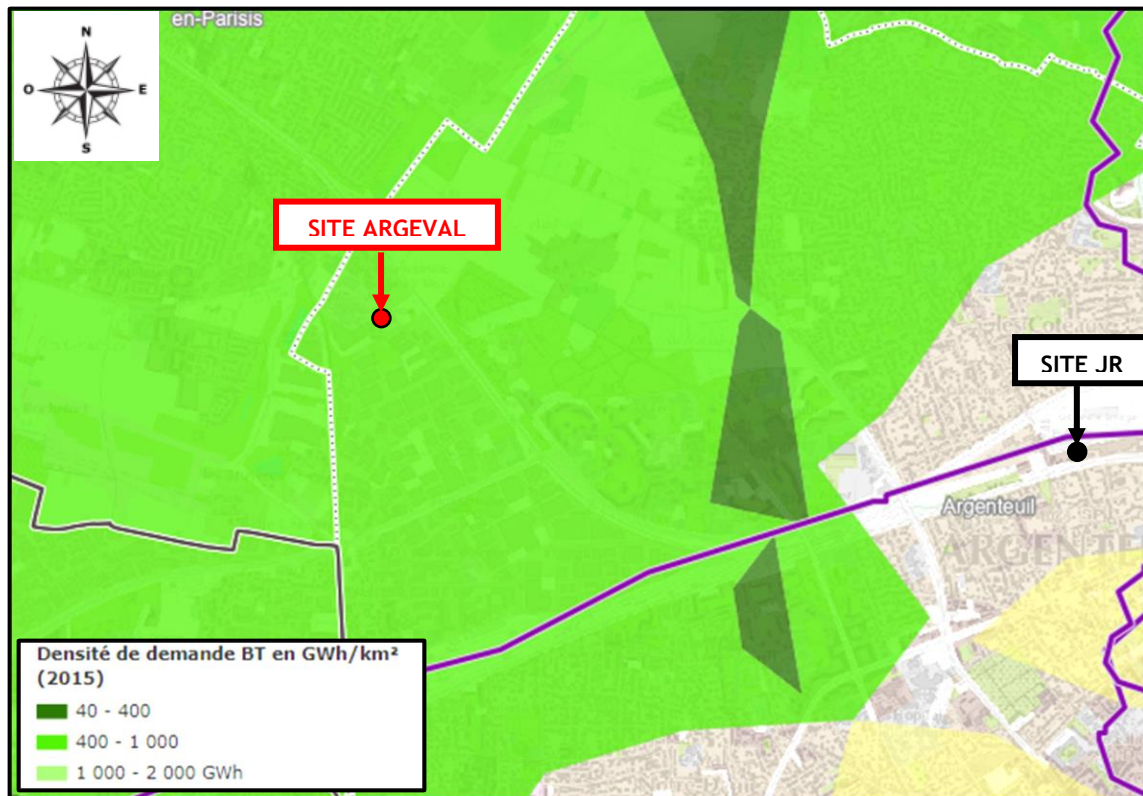 en-Parisis
N
O
E
S
SITE ARGEVAL
SITE JR
Argenteuil
Densité de demande BT en GWh/km²
(2015)
40 - 400
400 - 1 000
1 000 - 2 000 GWh